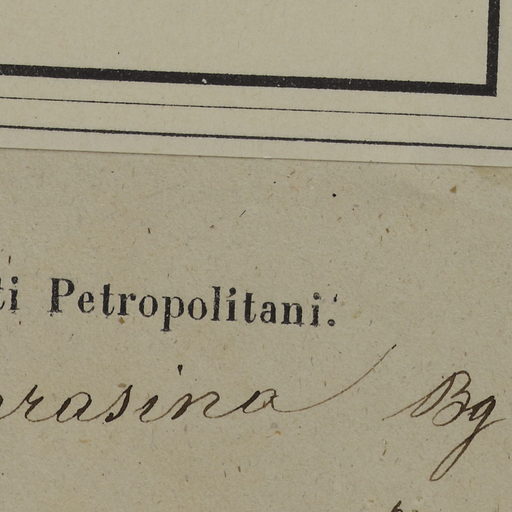 ti Petropolitani.
rasina Bg